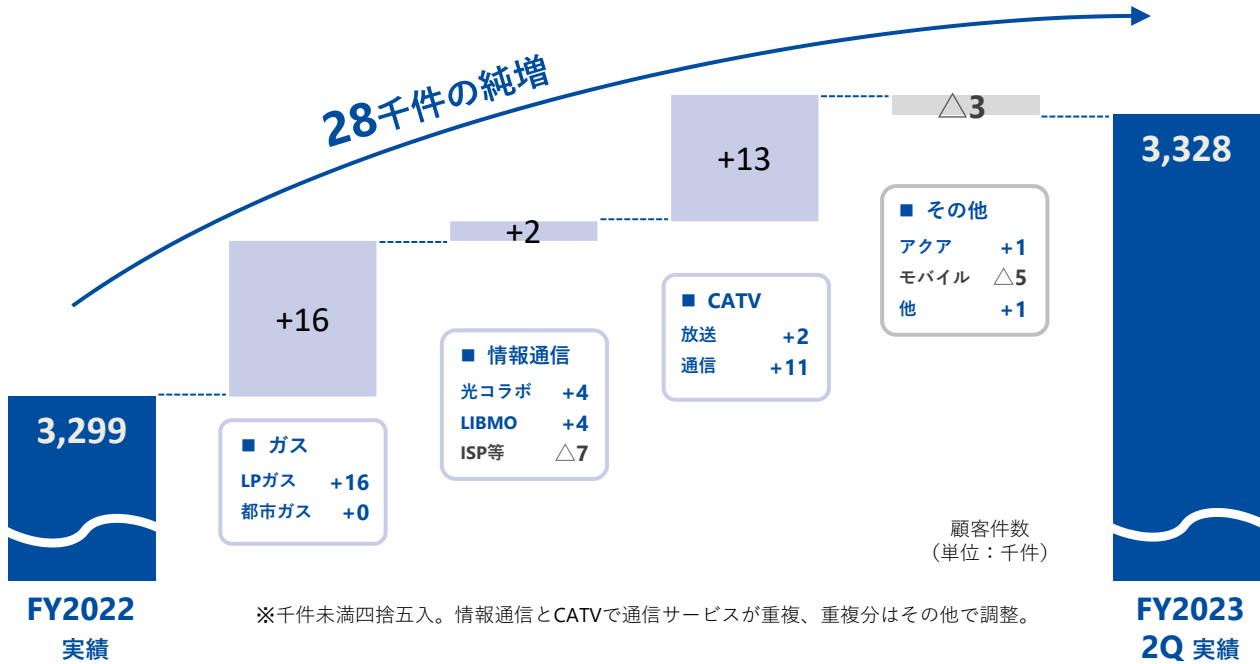 28千件の純増
3,299
+16
+2
+13
△3
3,328
■ ガス
LPガス +16
都市ガス +0
■ 情報通信
光コラボ +4
LIBMO +4
ISP等 △7
■ CATV
放送 +2
通信 +11
■ その他
アクア +1
モバイル △5
他 +1
顧客件数
（単位：千件）
FY2022
実績
※千件未満四捨五入。情報通信とCATVで通信サービスが重複、重複分はその他で調整。
FY2023
2Q 実績